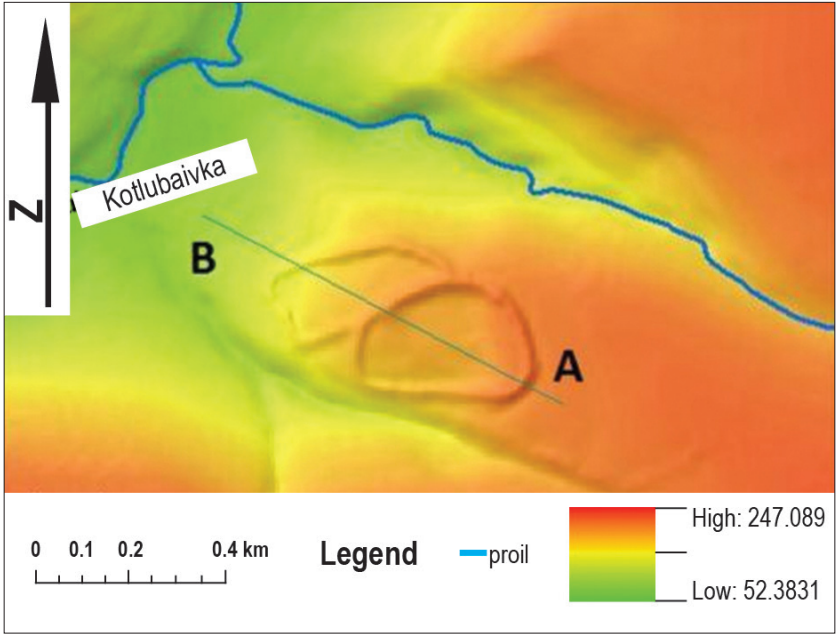 Z
Kotlubaivka
B
A
0 0.1 0.2 0.4 km
Legend
proil
High: 247.089
Low: 52.3831